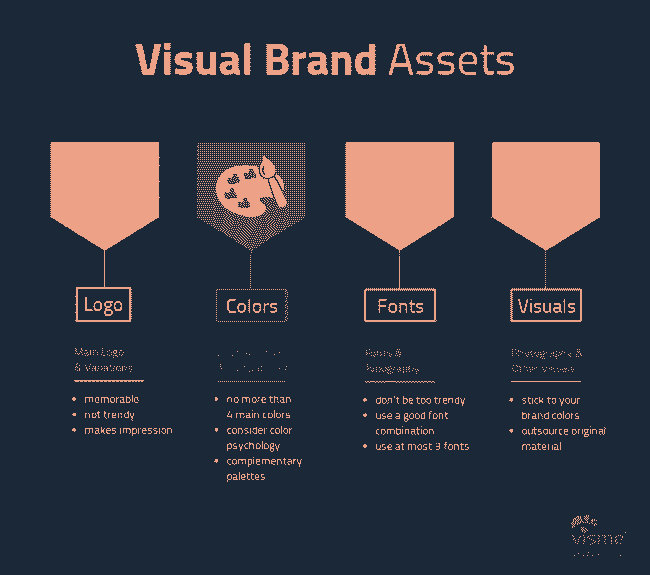 Visual Brand Assets
Logo
Colors
Fonts
Visuals
Main Logo
& Variations
• memorable
• not trendy
• makes impression
• no more than
4 main colors
• consider color
psychology
• complementary
palettes
Fonts &
Typography
• don't be too trendy
• use a good font
combination
• use at most 3 fonts
Photography &
Other Visuals
• stick to your
brand colors
• outsource original
material
visme